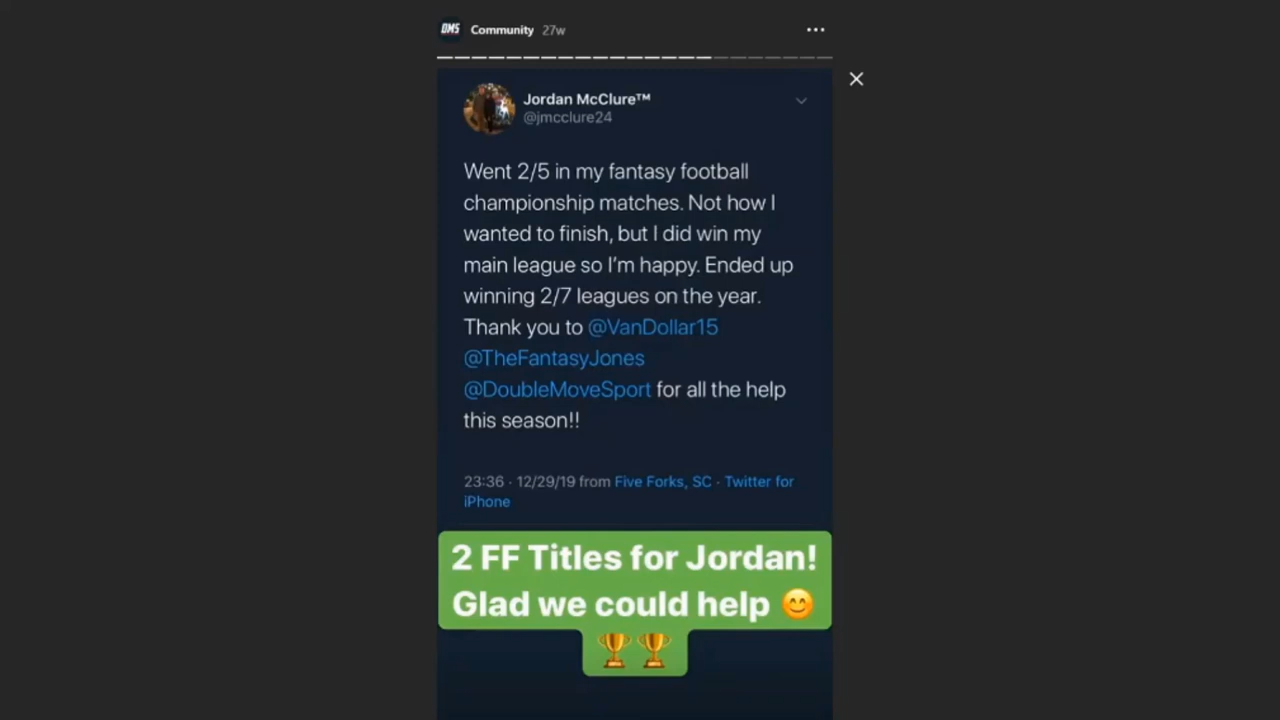 DMS Community 27w
Jordan McClure™
@jmcclure24
Went 2/5 in my fantasy football
championship matches. Not how I
wanted to finish, but I did win my
main league so I'm happy. Ended up
winning 2/7 leagues on the year.
Thank you to @VanDollar15
@TheFantasyJones
@DoubleMoveSport for all the help
this season!!
23:36 · 12/29/19 from Five Forks, SC · Twitter for
iPhone
2 FF Titles for Jordan!
Glad we could help 😊
🏆🏆